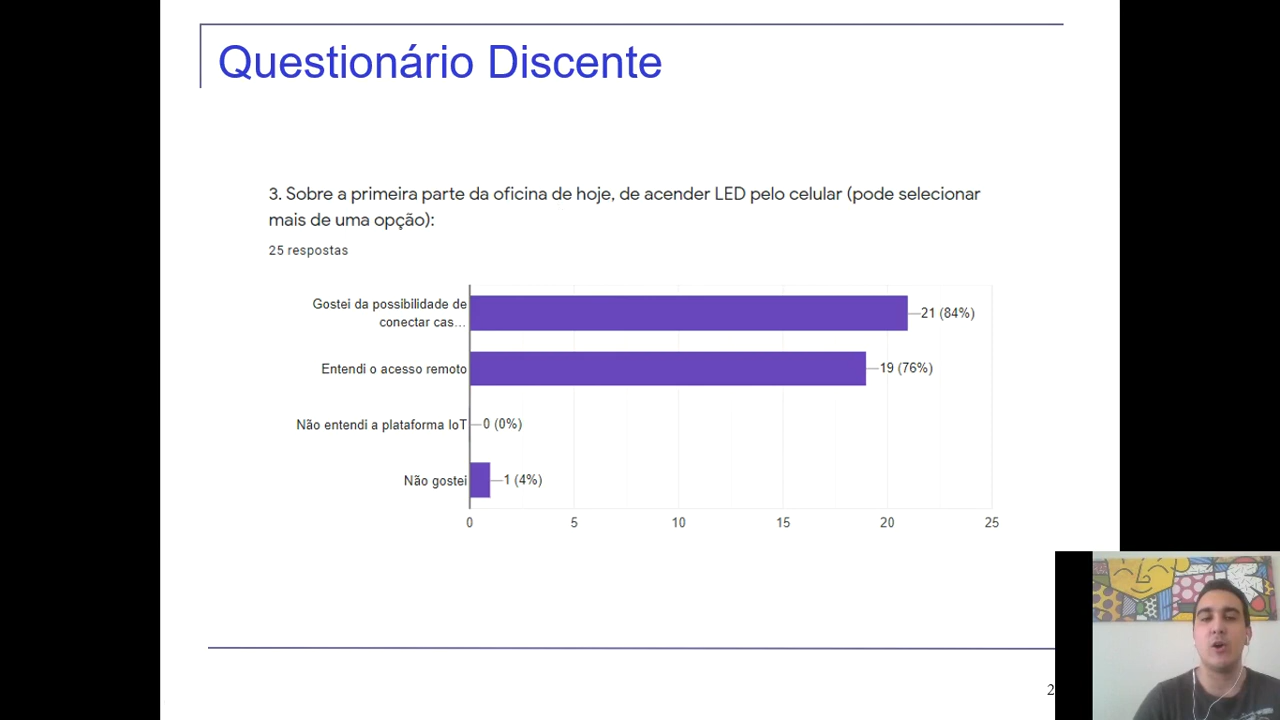 Questionário Discente
3. Sobre a primeira parte da oficina de hoje, de acender LED pelo celular (pode selecionar
mais de uma opção):
25 respostas
Gostei da possibilidade de
conectar cas...
21 (84%)
Entendi o acesso remoto
19 (76%)
Não entendi a plataforma IoT
0 (0%)
Não gostei
1 (4%)
0 5 10 15 20 25
2